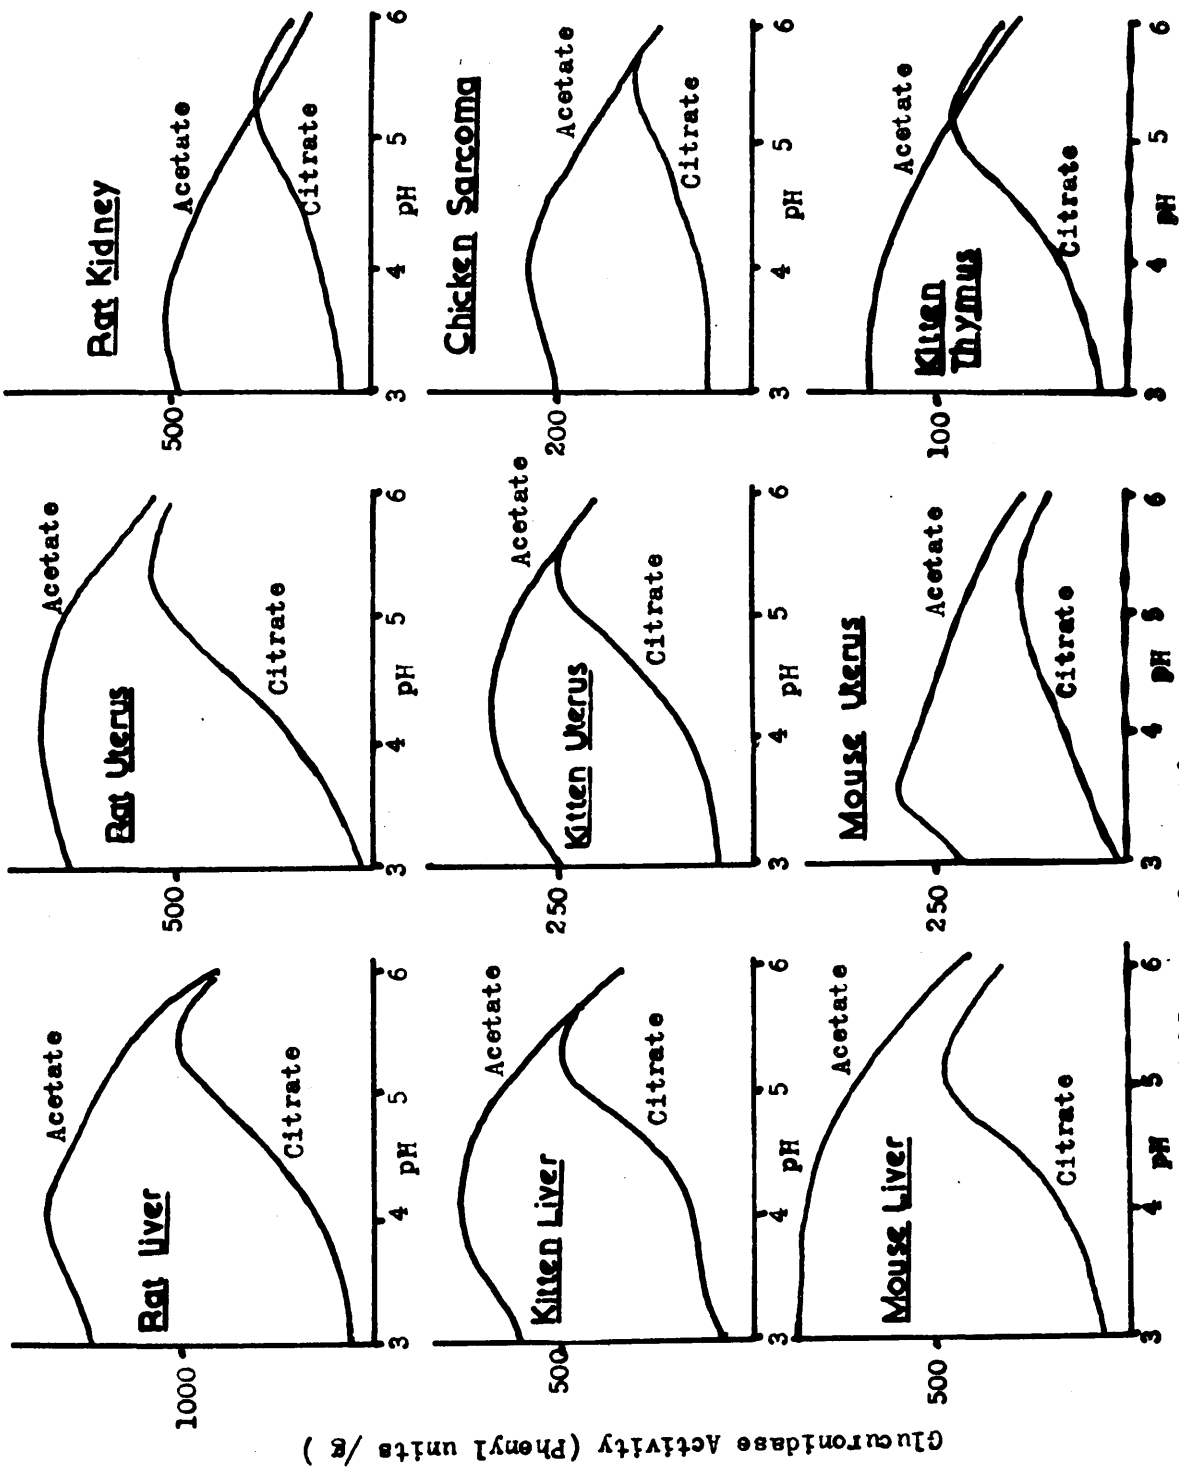 Glucuronidase Activity (Phenyl units /g )
Acetate
Rat Liver
1000
Citrate
3 4 5 6
pH
Acetate
Rat Uterus
500
Citrate
3 4 5 6
pH
Rat Kidney
Acetate
500
Citrate
3 4 5 6
pH
Acetate
Kitten Liver
500
Citrate
3 4 5 6
pH
Acetate
Kitten Uterus
250
Citrate
3 4 5 6
pH
Chicken Sarcoma
Acetate
200
Citrate
3 4 5 6
pH
Acetate
Mouse Liver
500
Citrate
3 4 5 6
pH
Mouse Uterus
Acetate
250
Citrate
3 4 5 6
pH
Acetate
Kitten
Thymus
100
Citrate
3 4 5 6
pH